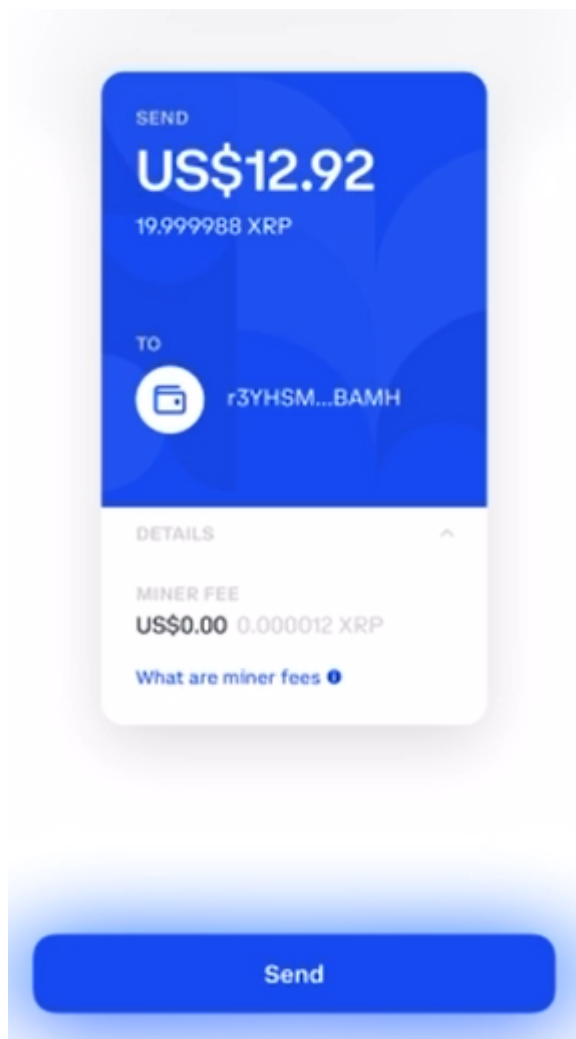 SEND
US$12.92
19.999988 XRP
TO
r3YHSM...BAMH
DETAILS
MINER FEE
US$0.00 0.000012 XRP
What are miner fees
Send